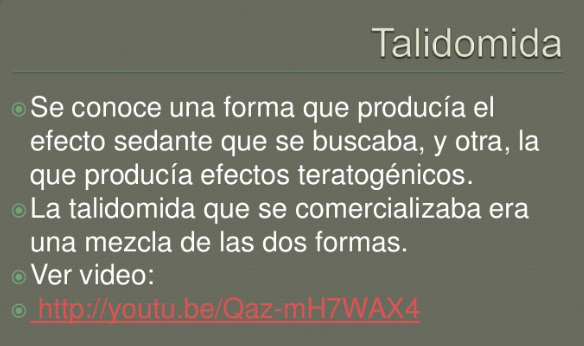 Talidomida
Se conoce una forma que producía el
efecto sedante que se buscaba, y otra, la
que producía efectos teratogénicos.
La talidomida que se comercializaba era
una mezcla de las dos formas.
Ver video:
http://youtu.be/Qaz-mH7WAX4